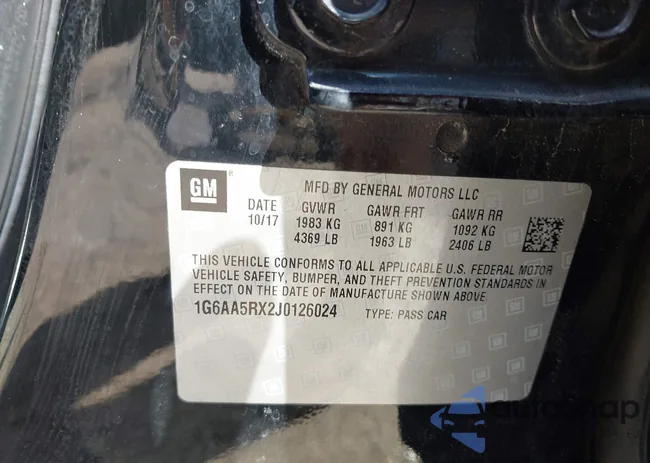 GM
MFD BY GENERAL MOTORS LLC
DATE GVWR GAWR FRT GAWR RR
10/17 1983 KG 891 KG 1092 KG
4369 LB 1963 LB 2406 LB
THIS VEHICLE CONFORMS TO ALL APPLICABLE U.S. FEDERAL MOTOR
VEHICLE SAFETY, BUMPER, AND THEFT PREVENTION STANDARDS IN
EFFECT ON THE DATE OF MANUFACTURE SHOWN ABOVE.
1G6AA5RX2J0126024 TYPE: PASS CAR
autosnap